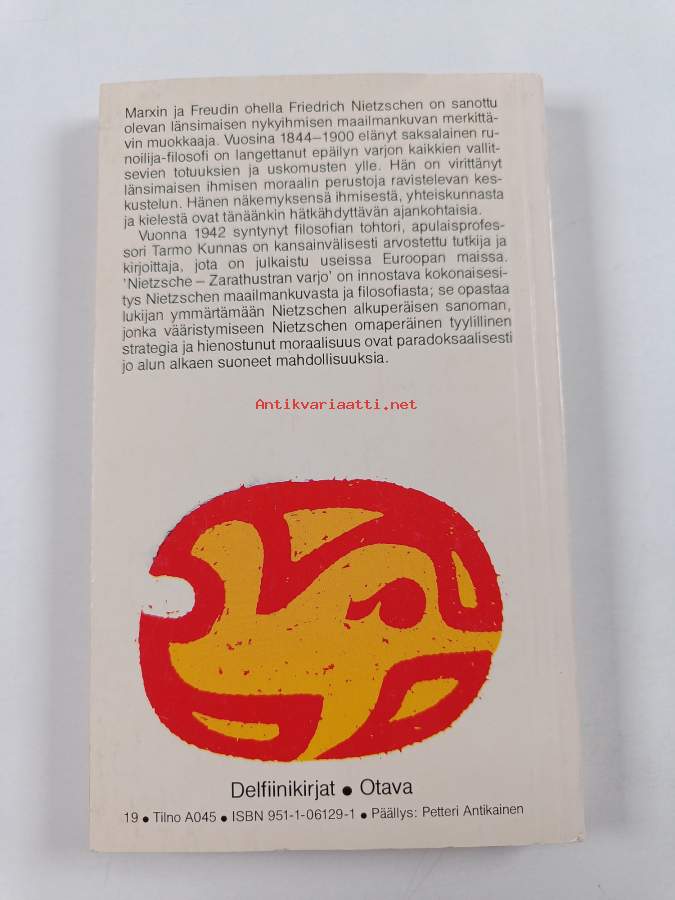 Marxin ja Freudin ohella Friedrich Nietzschen on sanottu
olevan länsimaisen nykyihmisen maailmankuvan merkittä-
vin muokkaaja. Vuosina 1844–1900 elänyt saksalainen ru-
noilija-filosofi on langettanut epäilyn varjon kaikkien vallit-
sevien totuuksien ja uskomusten ylle. Hän on virittänyt
länsimaisen ihmisen moraalin perustoja ravistelevan kes-
kustelun. Hänen näkemyksensä ihmisestä, yhteiskunnasta
ja kielestä ovat tänäänkin hätkähdyttävän ajankohtaisia.
Vuonna 1942 syntynyt filosofian tohtori, apulaisprofes-
sori Tarmo Kunnas on kansainvälisesti arvostettu tutkija ja
kirjoittaja, jota on julkaistu useissa Euroopan maissa.
'Nietzsche – Zarathustran varjo' on innostava kokonaisesi-
tys Nietzschen maailmankuvasta ja filosofiasta; se opastaa
lukijan ymmärtämään Nietzschen alkuperäisen sanoman,
jonka vääristymiseen Nietzschen omaperäinen tyylillinen
strategia ja hienostunut moraalisuus ovat paradoksaalisesti
jo alun alkaen suoneet mahdollisuuksia.
Antikvariaatti.net
Delfiinikirjat • Otava
19 • Tilno A045 • ISBN 951-1-06129-1 • Päällys: Petteri Antikainen